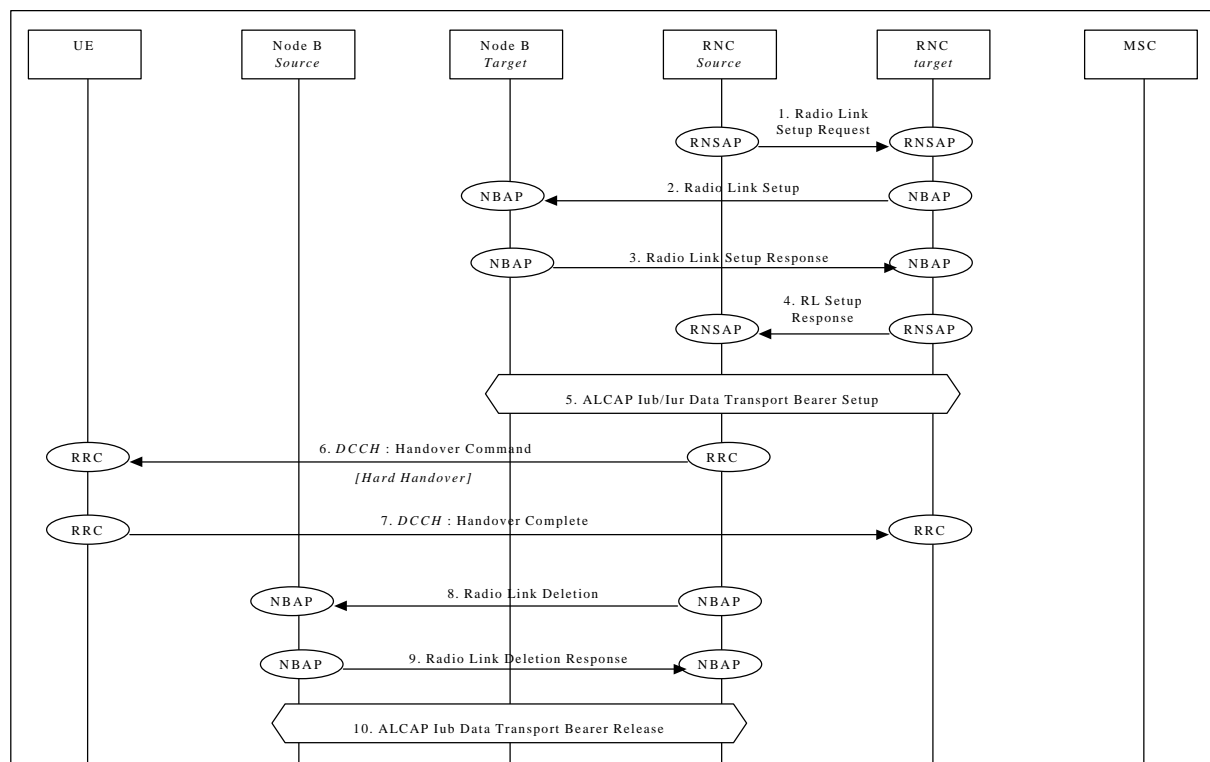 UE
Node B
Source
Node B
Target
RNC
Source
RNC
target
MSC
1. Radio Link
Setup Request
RNSAP
RNSAP
NBAP
2. Radio Link Setup
NBAP
NBAP
3. Radio Link Setup Response
NBAP
4. RL Setup
Response
RNSAP
RNSAP
5. ALCAP Iub/Iur Data Transport Bearer Setup
RRC
6. DCCH : Handover Command
RRC
[Hard Handover]
RRC
7. DCCH : Handover Complete
RRC
NBAP
8. Radio Link Deletion
NBAP
NBAP
9. Radio Link Deletion Response
NBAP
10. ALCAP Iub Data Transport Bearer Release